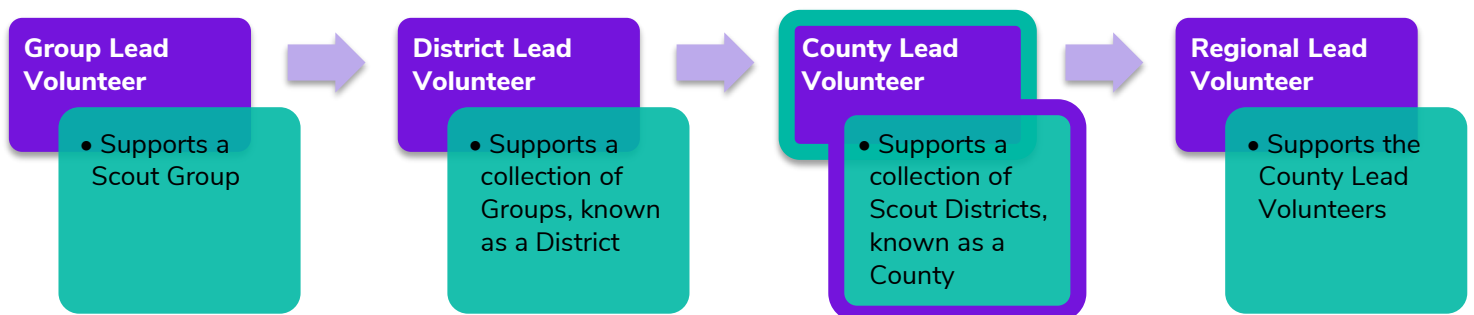 Group Lead
Volunteer
• Supports a
Scout Group
District Lead
Volunteer
• Supports a
collection of
Groups, known
as a District
County Lead
Volunteer
• Supports a
collection of
Scout Districts,
known as a
County
Regional Lead
Volunteer
• Supports the
County Lead
Volunteers